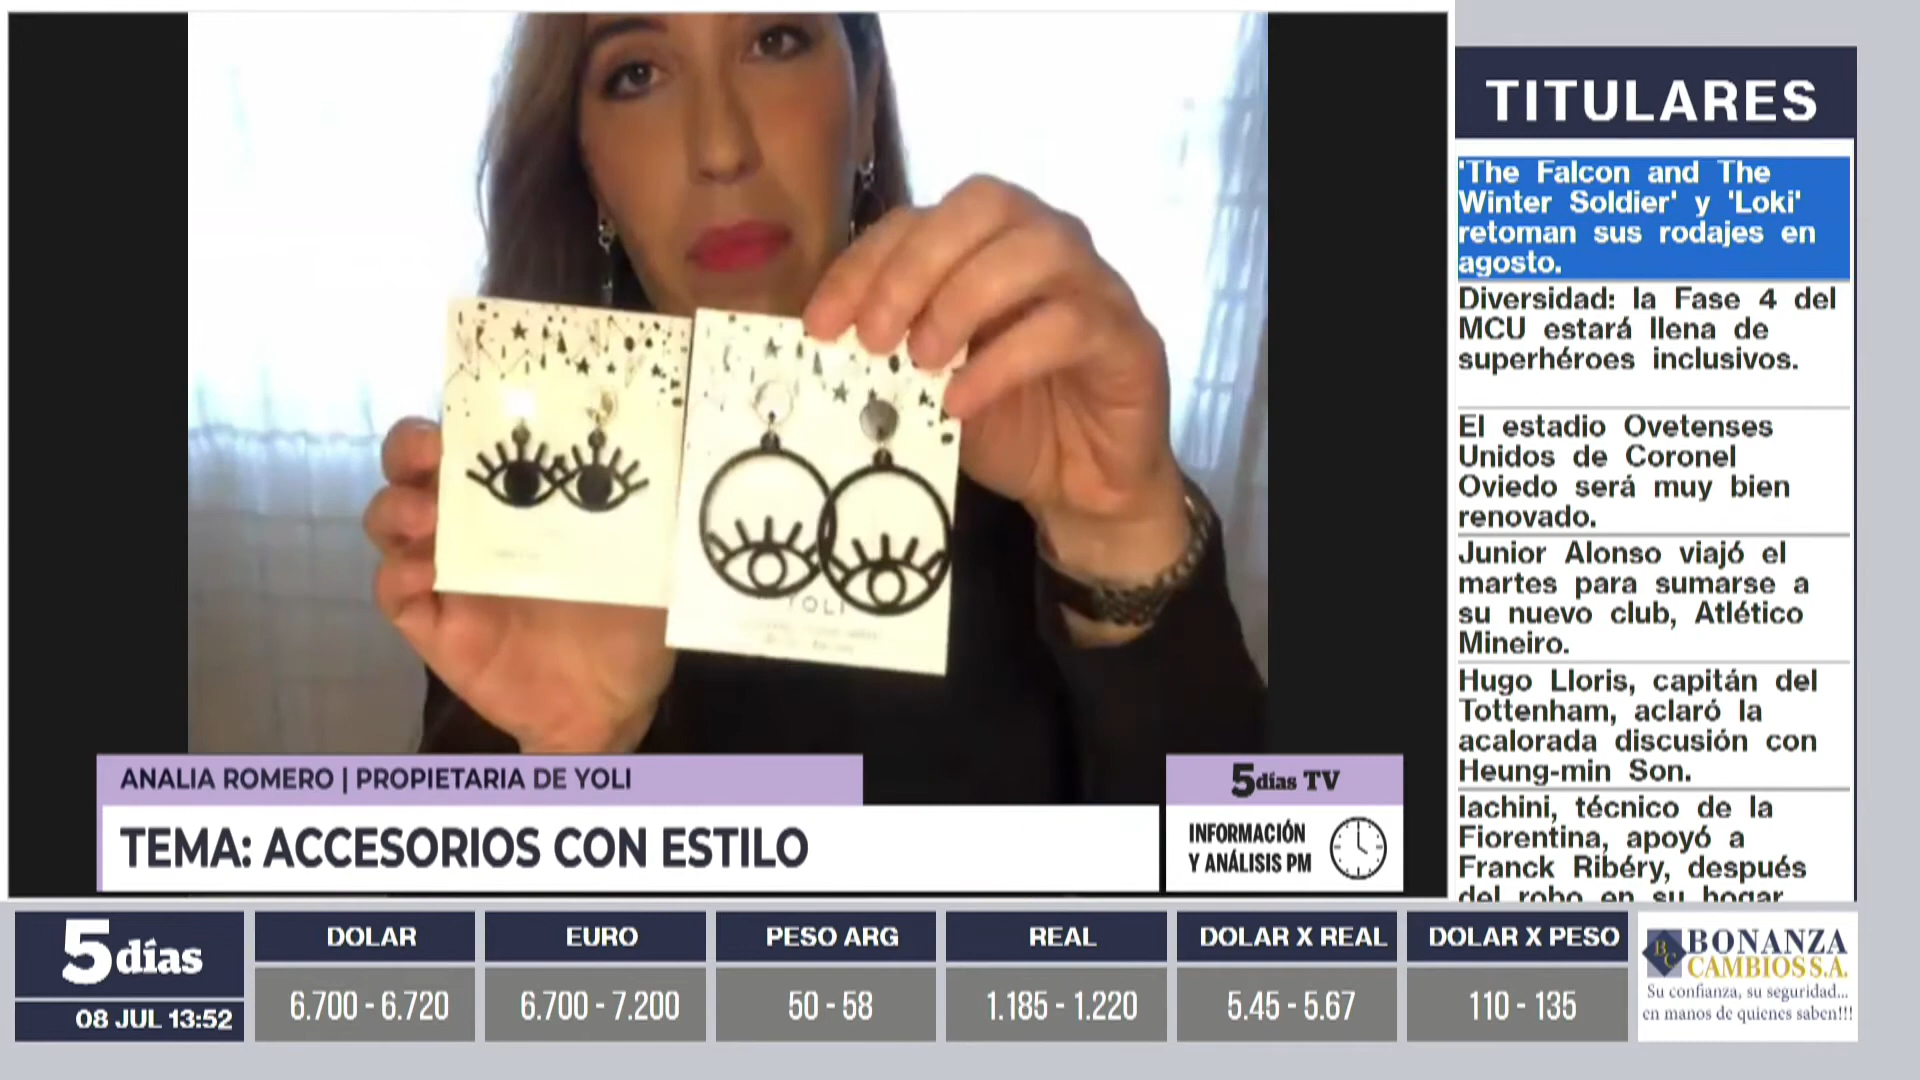 YOLI
ANALIA ROMERO | PROPIETARIA DE YOLI
TEMA: ACCESORIOS CON ESTILO
5días TV
INFORMACIÓN
Y ANÁLISIS PM
TITULARES
'The Falcon and The
Winter Soldier' y 'Loki'
retoman sus rodajes en
agosto.
Diversidad: la Fase 4 del
MCU estará llena de
superhéroes inclusivos.
El estadio Ovetenses
Unidos de Coronel
Oviedo será muy bien
renovado.
Junior Alonso viajó el
martes para sumarse a
su nuevo club, Atlético
Mineiro.
Hugo Lloris, capitán del
Tottenham, aclaró la
acalorada discusión con
Heung-min Son.
Iachini, técnico de la
Fiorentina, apoyó a
Franck Ribéry, después
del robo en su hogar
5días
08 JUL 13:52
DOLAR
6.700 - 6.720
EURO
6.700 - 7.200
PESO ARG
50 - 58
REAL
1.185 - 1.220
DOLAR X REAL
5.45 - 5.67
DOLAR X PESO
110 - 135
BC
BONANZA
CAMBIOS S.A.
Su confianza, su seguridad...
en manos de quienes saben!!!